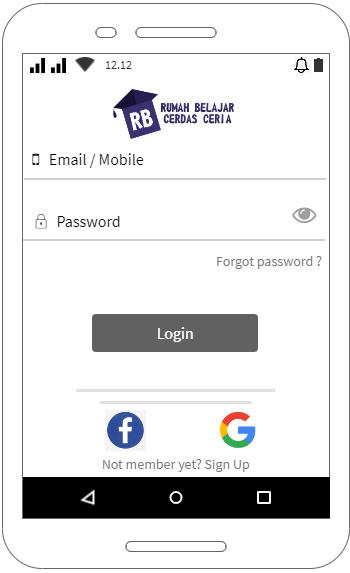 12.12
RB
RUMAH BELAJAR
CERDAS CERIA
Email / Mobile
Password
Forgot password ?
Login
Not member yet? Sign Up